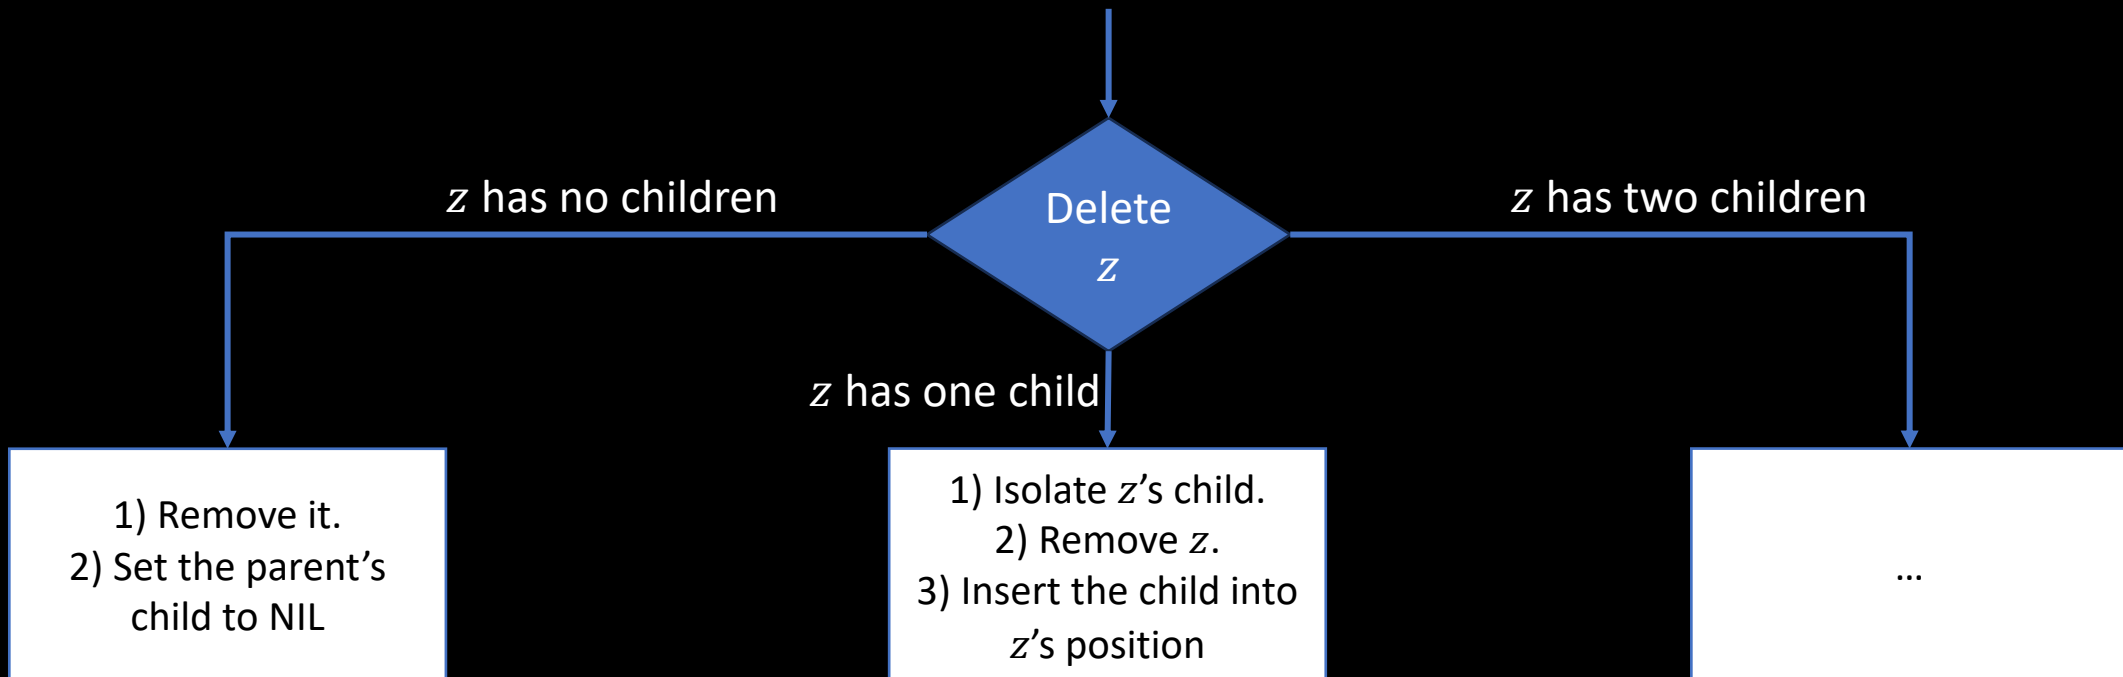 Delete
z
z has no children
z has two children
z has one child
1) Remove it.
2) Set the parent’s
child to NIL
1) Isolate z’s child.
2) Remove z.
3) Insert the child into
z’s position
...